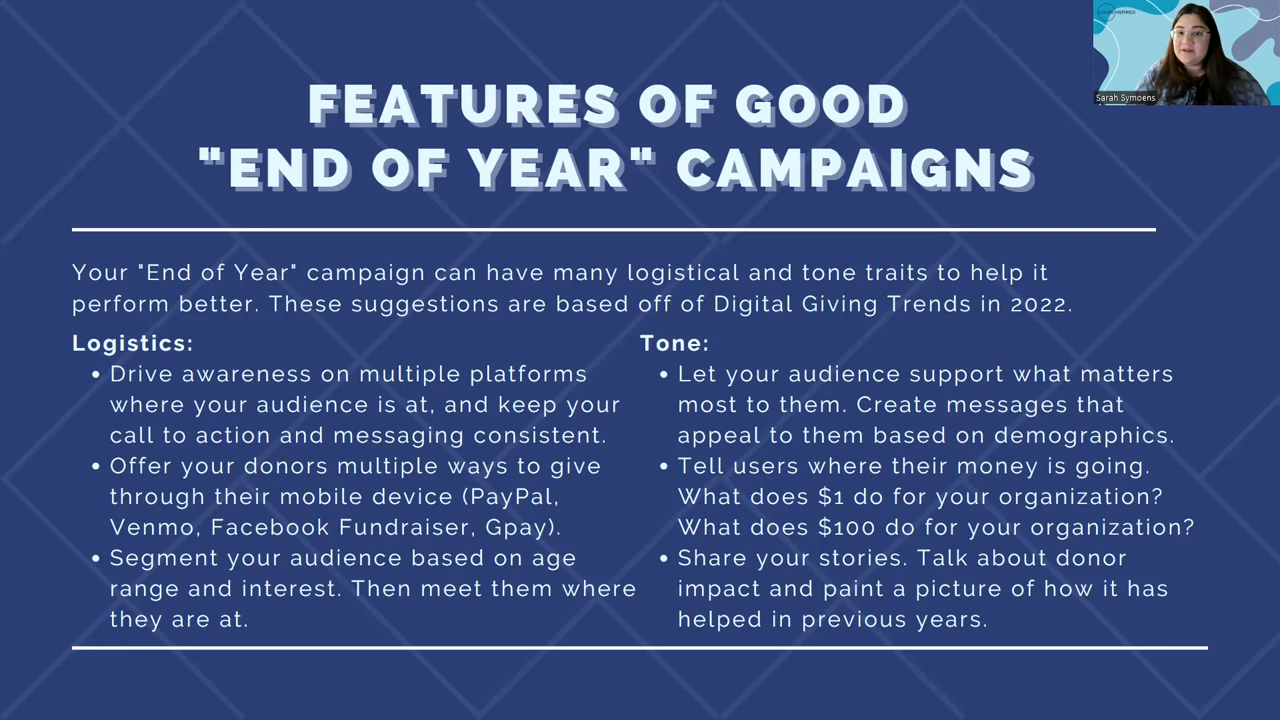 FEATURES OF GOOD
"END OF YEAR" CAMPAIGNS
Your "End of Year" campaign can have many logistical and tone traits to help it
perform better. These suggestions are based off of Digital Giving Trends in 2022.
Logistics:
• Drive awareness on multiple platforms
where your audience is at, and keep your
call to action and messaging consistent.
• Offer your donors multiple ways to give
through their mobile device (PayPal,
Venmo, Facebook Fundraiser, Gpay).
• Segment your audience based on age
range and interest. Then meet them where
they are at.
Tone:
• Let your audience support what matters
most to them. Create messages that
appeal to them based on demographics.
• Tell users where their money is going.
What does $1 do for your organization?
What does $100 do for your organization?
• Share your stories. Talk about donor
impact and paint a picture of how it has
helped in previous years.
Sarah Symoens